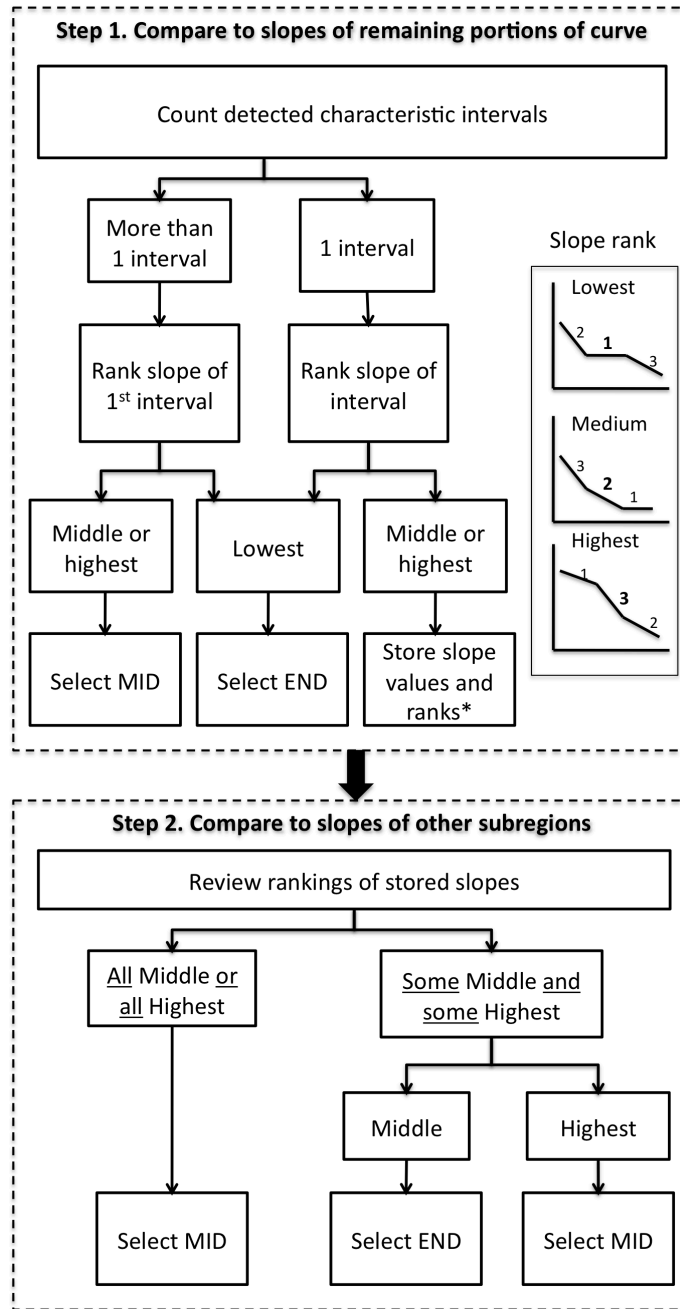 Step 1. Compare to slopes of remaining portions of curve
Count detected characteristic intervals
More than
1 interval
1 interval
Rank slope of
1st interval
Rank slope of
interval
Middle or
highest
Lowest
Middle or
highest
Select MID
Select END
Store slope
values and
ranks*
Slope rank
Lowest
2
1
3
Medium
3
2
1
Highest
1
3
2
Step 2. Compare to slopes of other subregions
Review rankings of stored slopes
All Middle or
all Highest
Some Middle and
some Highest
Middle
Highest
Select MID
Select END
Select MID